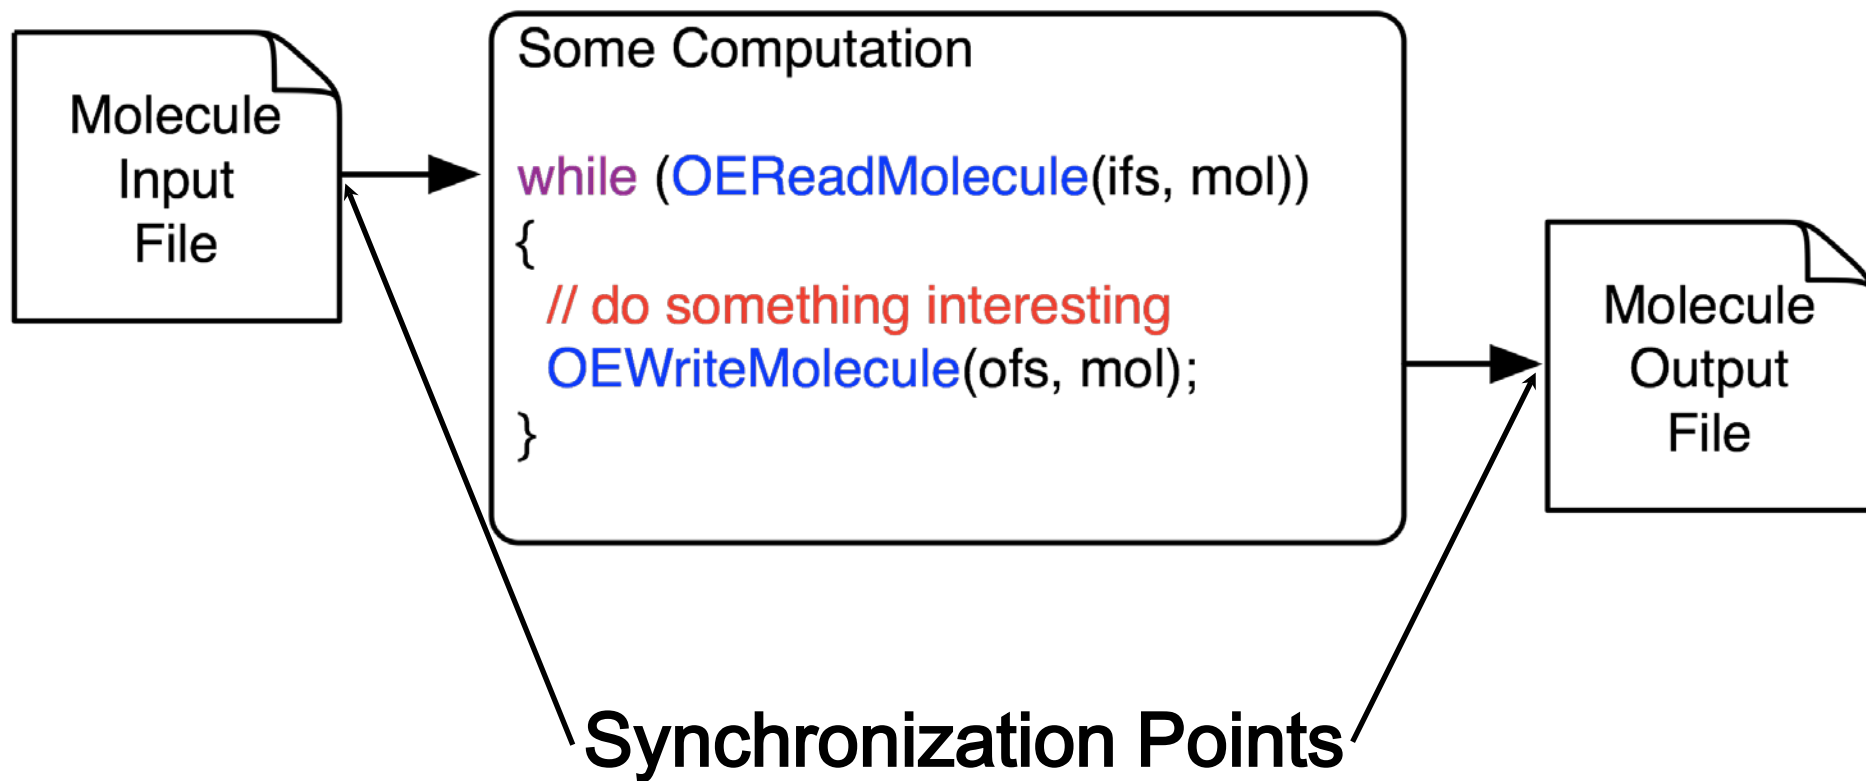 Molecule
Input
File
Some Computation
while (OEReadMolecule(ifs, mol))
{
// do something interesting
OEWriteMolecule(ofs, mol);
}
Molecule
Output
File
Synchronization Points